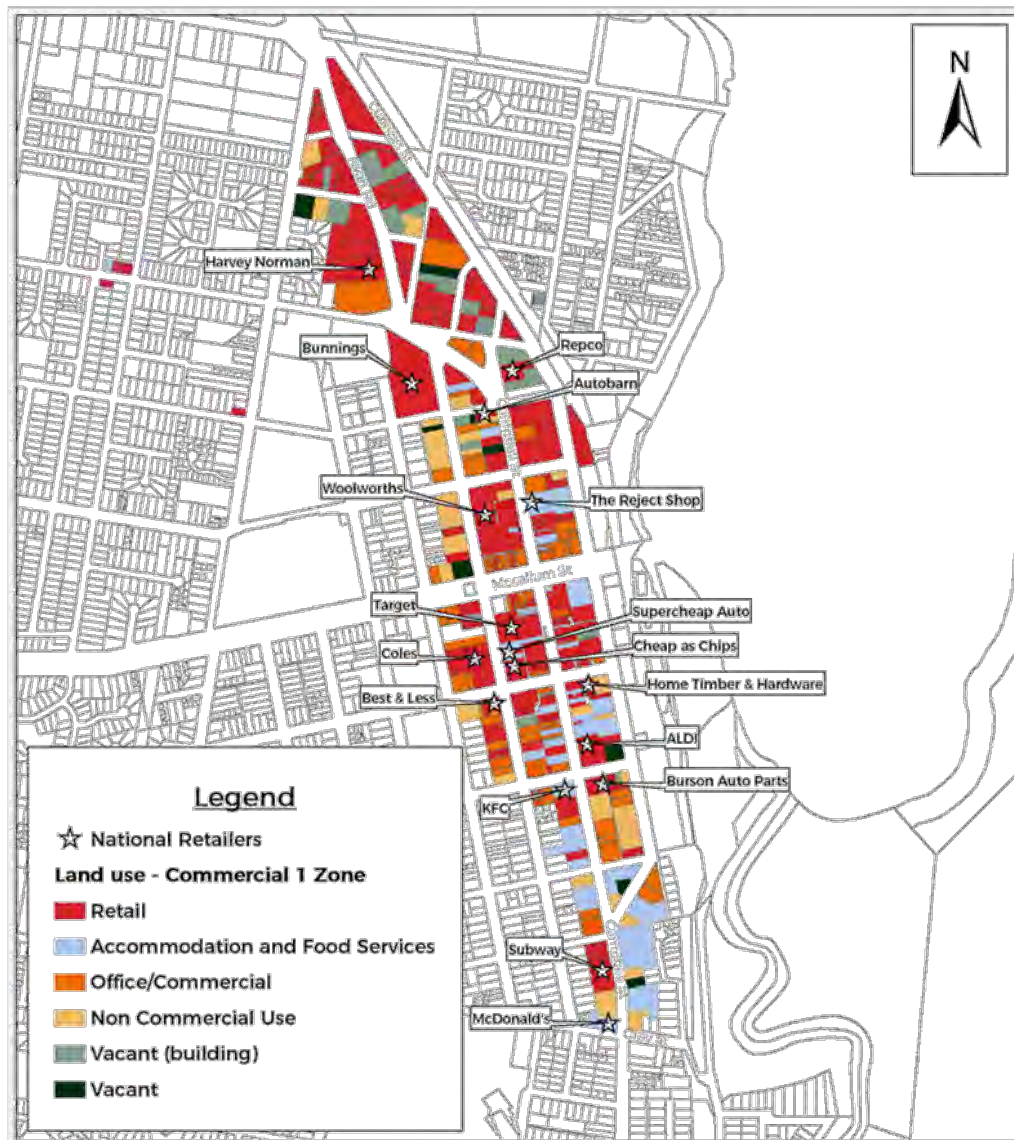 N
Harvey Norman
Bunnings
Repco
Autobarn
Woolworths
The Reject Shop
Mccallum St
Target
Supercheap Auto
Coles
Cheap as Chips
Home Timber & Hardware
Best & Less
ALDI
Burson Auto Parts
KFC
Subway
McDonald's
Legend
National Retailers
Land use - Commercial 1 Zone
Retail
Accommodation and Food Services
Office/Commercial
Non Commercial Use
Vacant (building)
Vacant